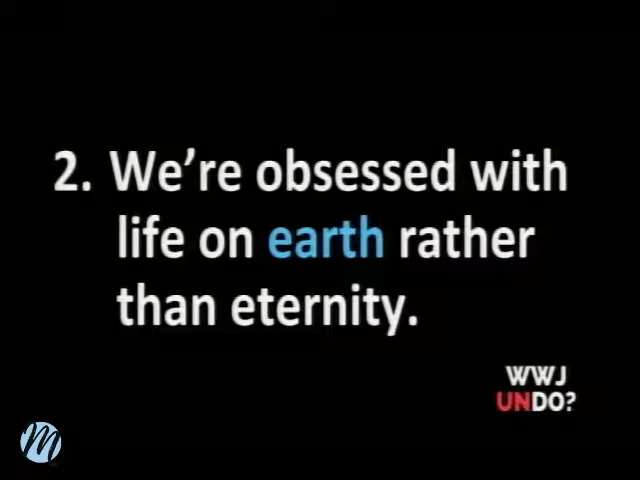 2. We're obsessed with
life on earth rather
than eternity.
WWJ
UNDO?
M